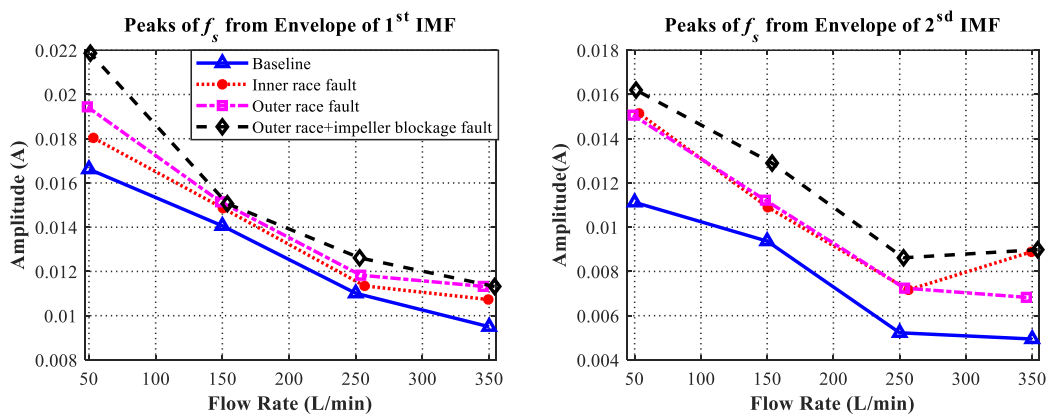 Peaks of fs from Envelope of 1st IMF
0.022
0.02
0.018
0.016
0.014
0.012
0.01
0.008
Amplitude (A)
Baseline
Inner race fault
Outer race fault
Outer race+impeller blockage fault
50 100 150 200 250 300 350
Flow Rate (L/min)
Peaks of fs from Envelope of 2sd IMF
0.018
0.016
0.014
0.012
0.01
0.008
0.006
0.004
Amplitude(A)
50 100 150 200 250 300 350
Flow Rate (L/min)